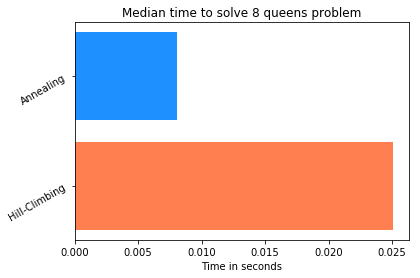 Median time to solve 8 queens problem
Annealing
Hill-Climbing
0.000 0.005 0.010 0.015 0.020 0.025
Time in seconds